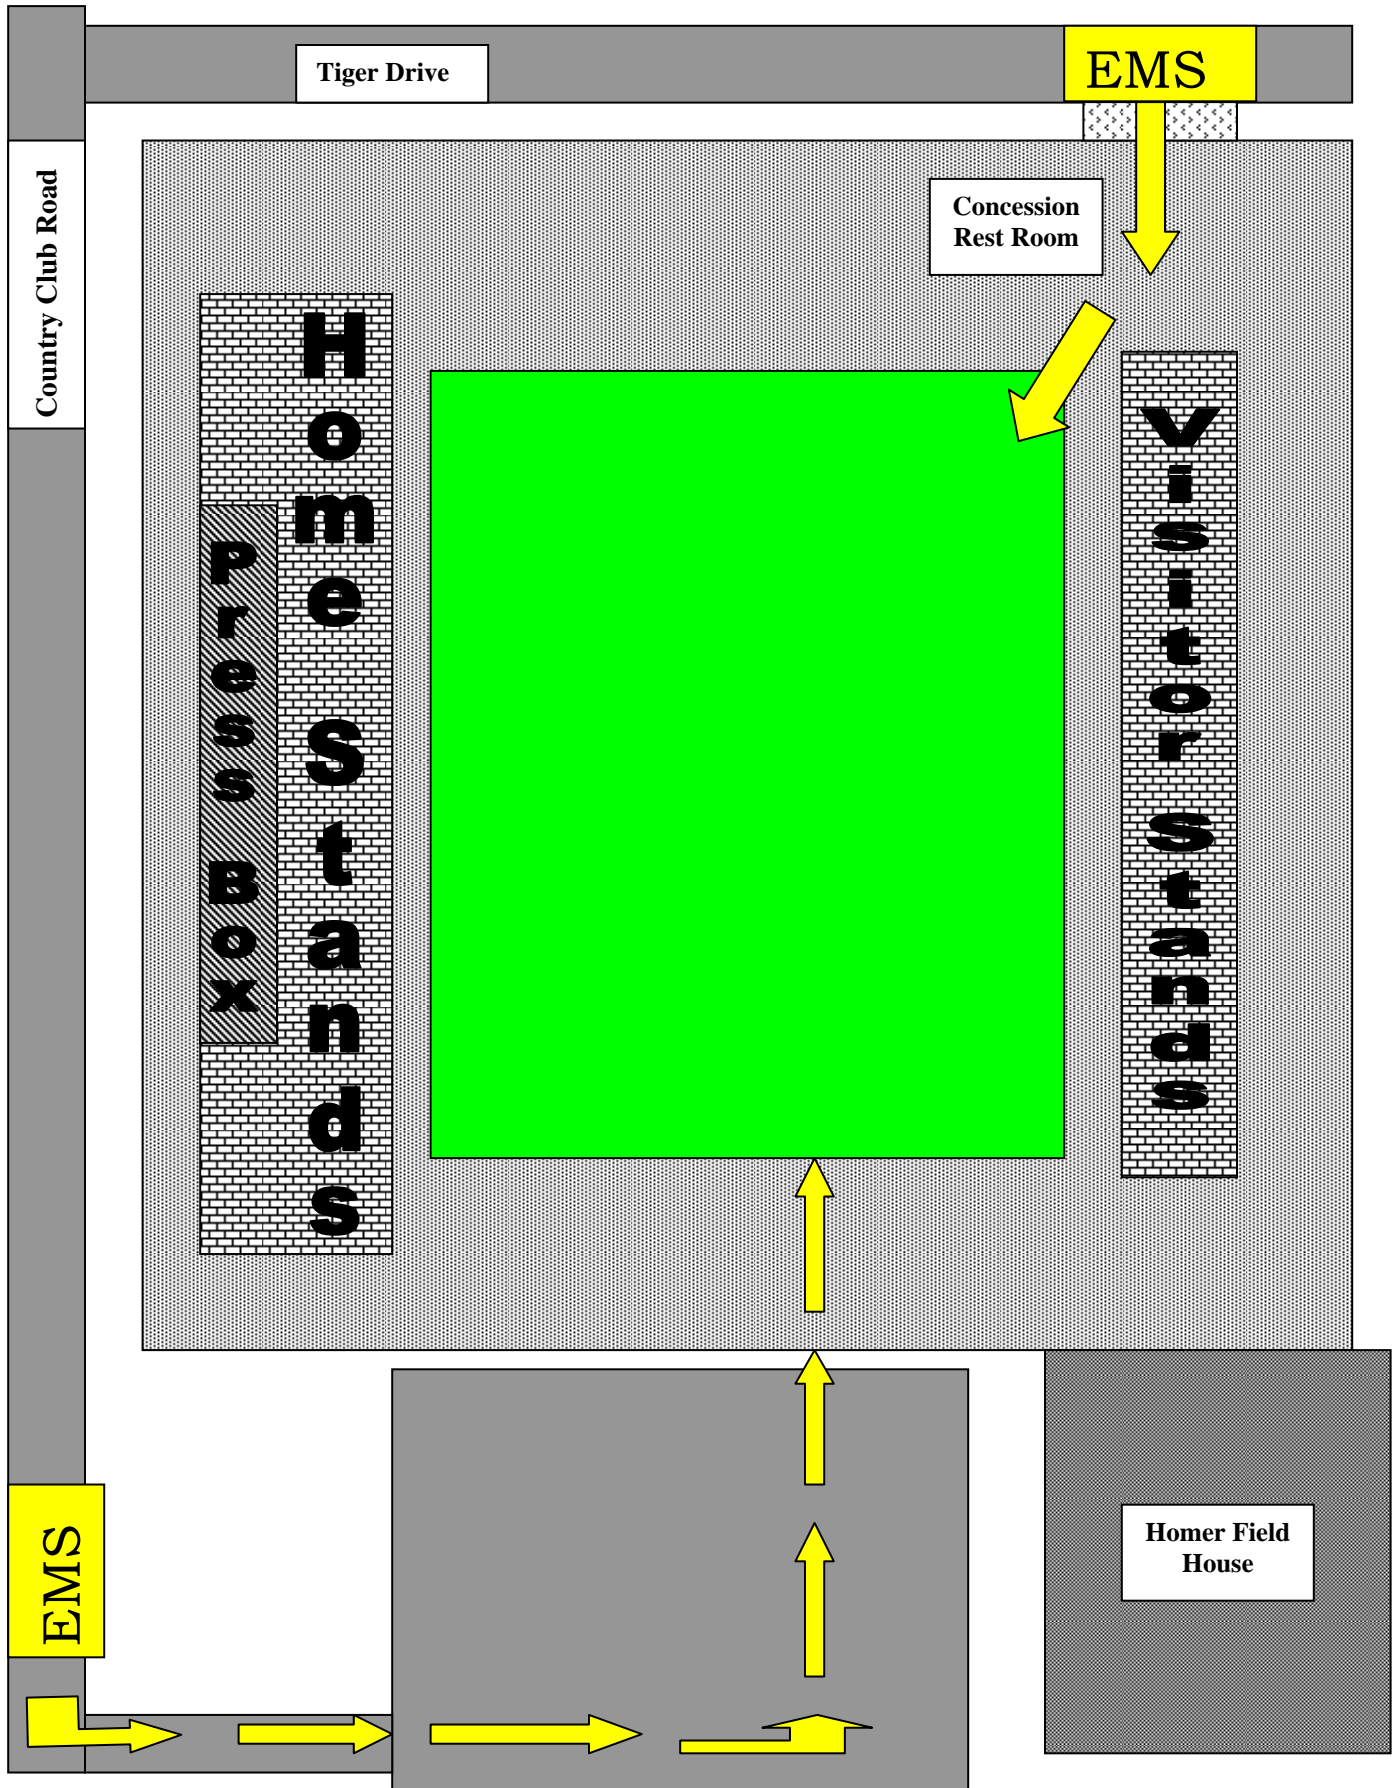 EMS
Tiger Drive
Concession
Rest Room
Country Club Road
Home Stands
Press Box
Visitor Stands
EMS
Homer Field
House